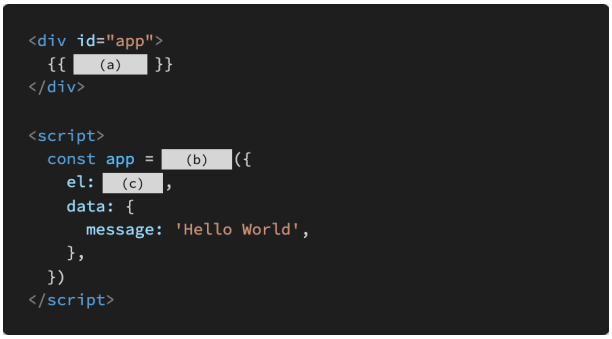 <div id="app">
{{ (a) }}
</div>
<script>
const app = (b) ({
el: (c) ,
data: {
message: 'Hello World',
},
})
</script>